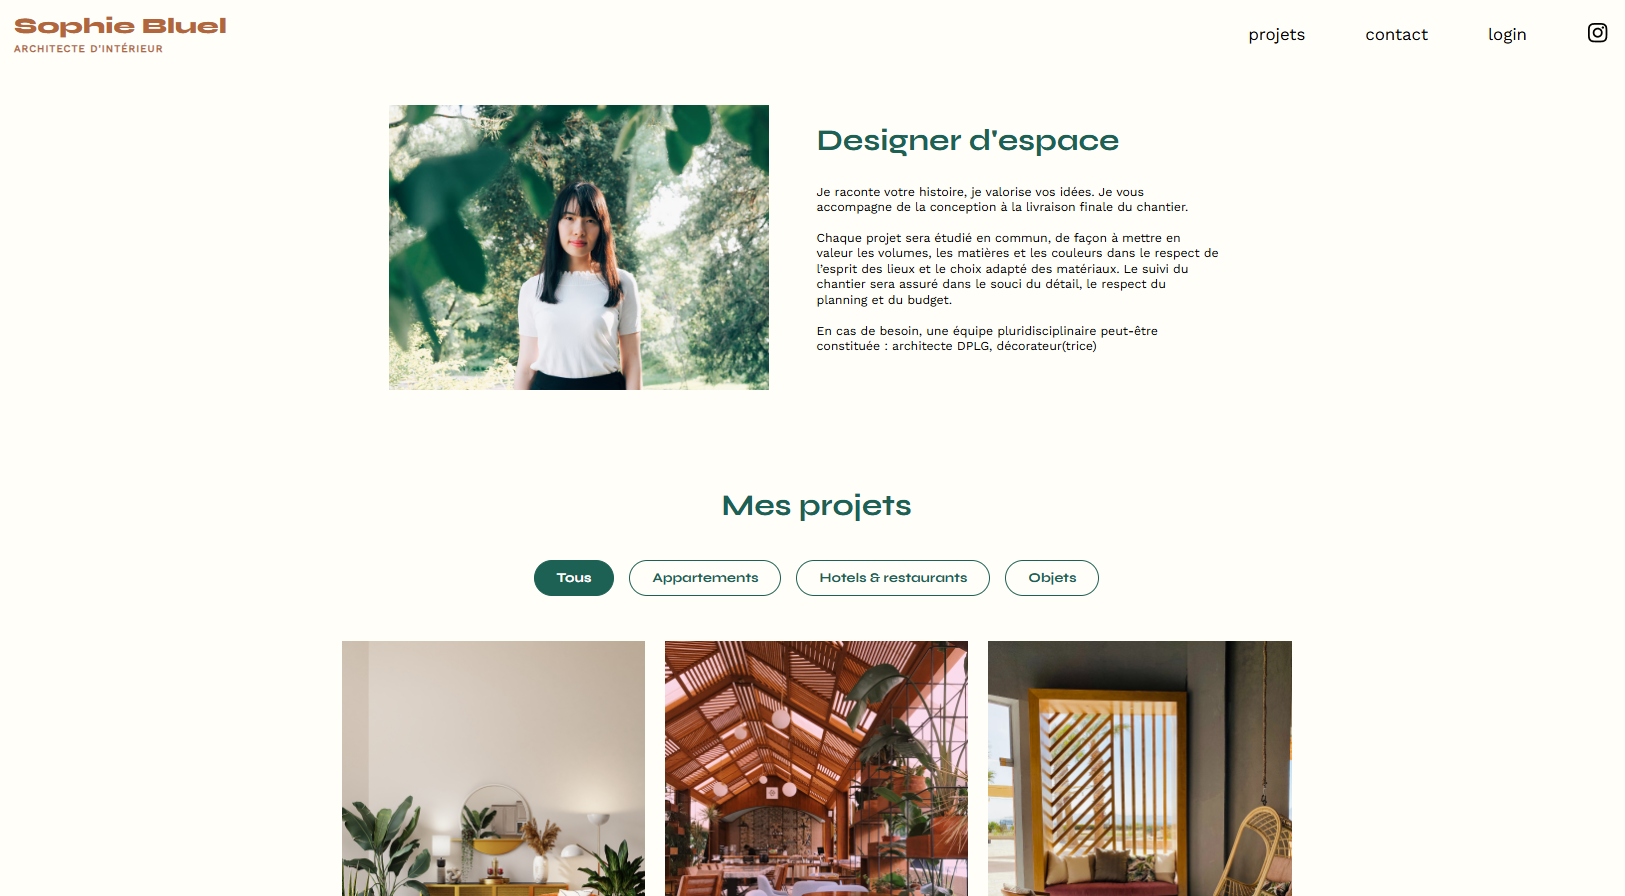 Sophie Bluel
ARCHITECTE D'INTÉRIEUR
projets
contact
login
Designer d'espace
Je raconte votre histoire, je valorise vos idées. Je vous
accompagne de la conception à la livraison finale du chantier.
Chaque projet sera étudié en commun, de façon à mettre en
valeur les volumes, les matières et les couleurs dans le respect de
l'esprit des lieux et le choix adapté des matériaux. Le suivi du
chantier sera assuré dans le souci du détail, le respect du
planning et du budget.
En cas de besoin, une équipe pluridisciplinaire peut-être
constituée : architecte DPLG, décorateur(trice)
Mes projets
Tous
Appartements
Hotels & restaurants
Objets